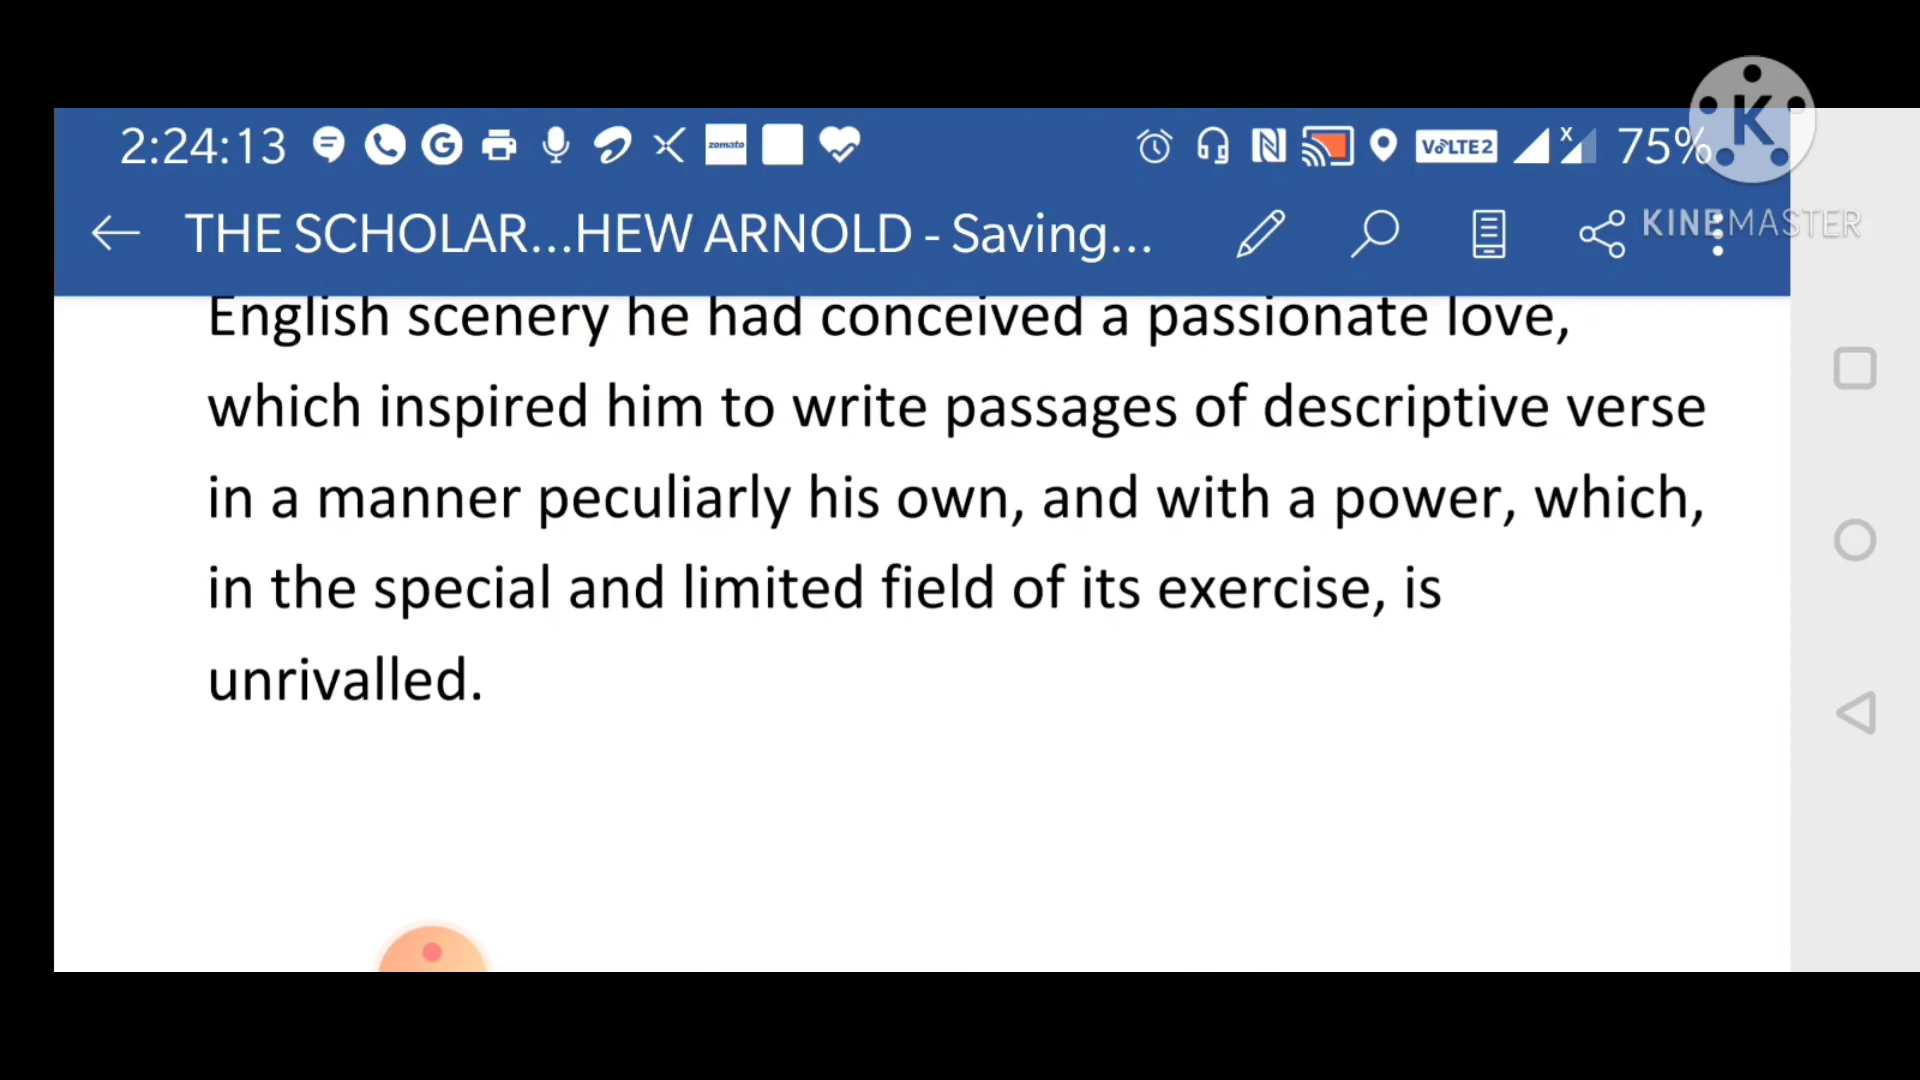 2:24:13 zomato VoLTE2 x 75%
THE SCHOLAR...HEW ARNOLD - Saving...
KINEMASTER
English scenery he had conceived a passionate love,
which inspired him to write passages of descriptive verse
in a manner peculiarly his own, and with a power, which,
in the special and limited field of its exercise, is
unrivalled.